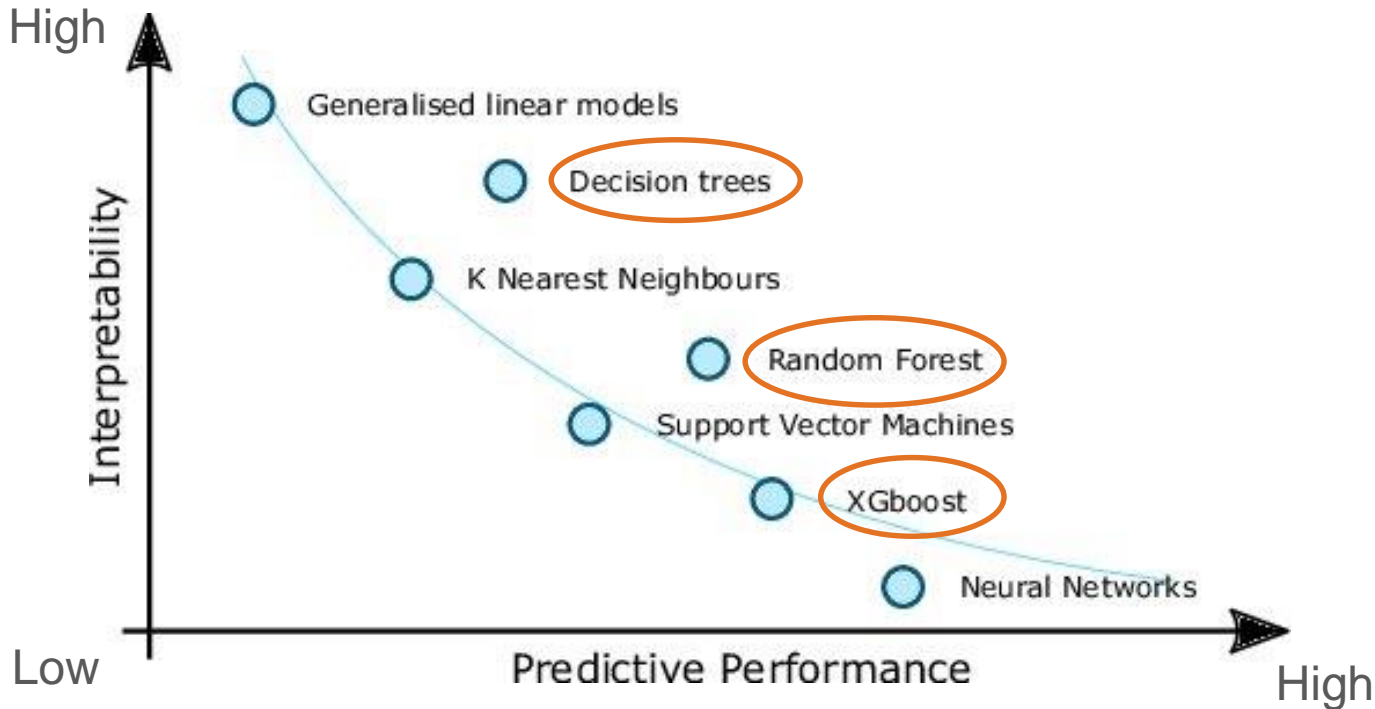 High
Generalised linear models
Decision trees
K Nearest Neighbours
Interpretability
Random Forest
Support Vector Machines
XGboost
Neural Networks
Low
Predictive Performance
High